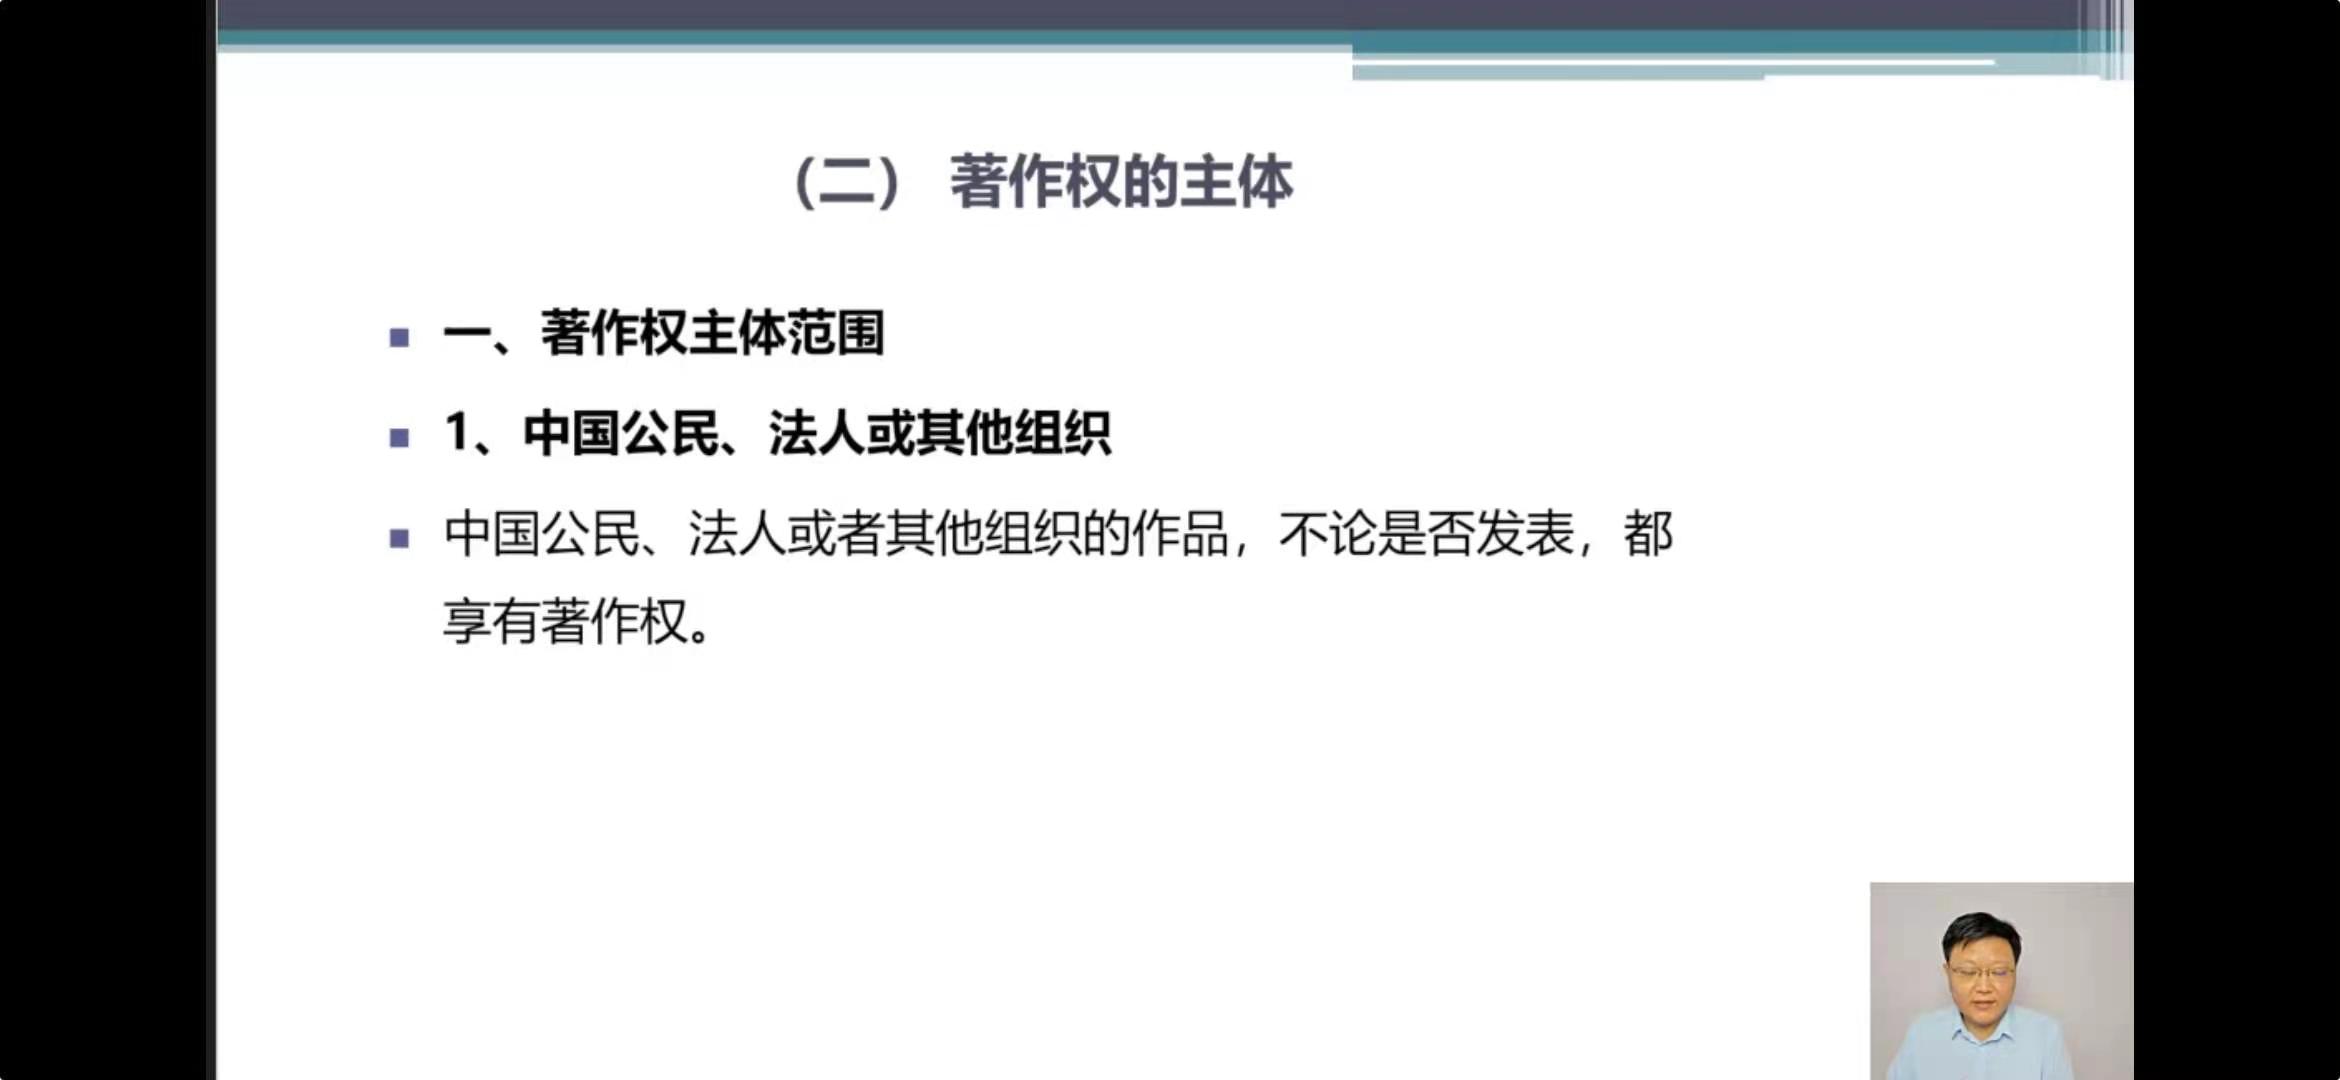 （二） 著作权的主体
一、著作权主体范围
1、中国公民、法人或其他组织
中国公民、法人或者其他组织的作品，不论是否发表，都
享有著作权。